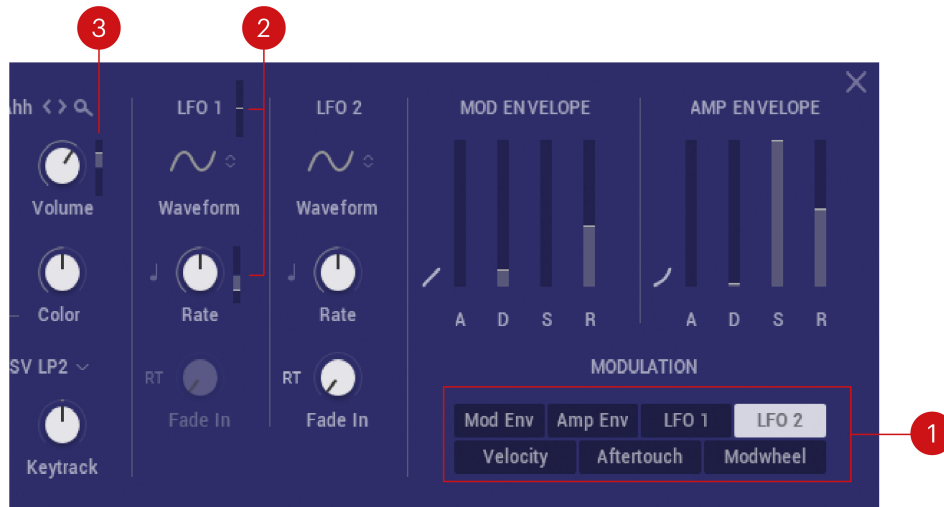 3
2
hh
LFO 1
LFO 2
MOD ENVELOPE
AMP ENVELOPE
Volume
Waveform
Waveform
Color
Rate
Rate
A D S R
A D S R
SV LP2
RT
RT
MODULATION
Fade In
Fade In
Mod Env
Amp Env
LFO 1
LFO 2
1
Keytrack
Velocity
Aftertouch
Modwheel